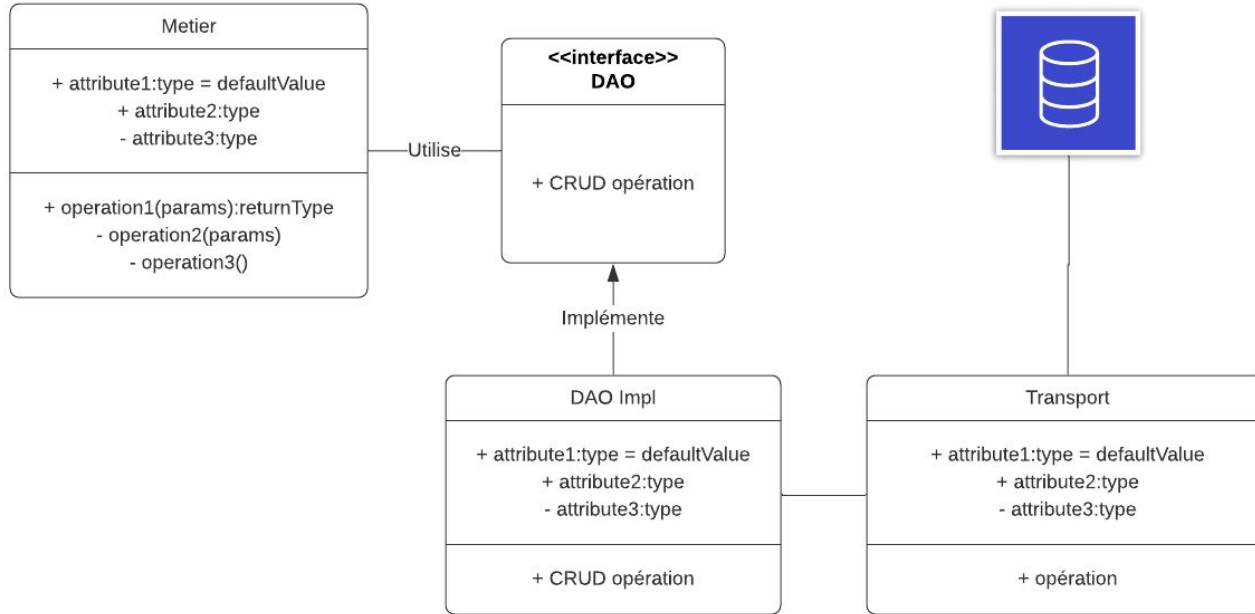 Metier
+ attribute1:type = defaultValue
+ attribute2:type
- attribute3:type
+ operation1(params):returnType
- operation2(params)
- operation3()
Utilise
<<interface>>
DAO
+ CRUD opération
Implémente
DAO Impl
+ attribute1:type = defaultValue
+ attribute2:type
- attribute3:type
+ CRUD opération
Transport
+ attribute1:type = defaultValue
+ attribute2:type
- attribute3:type
+ opération